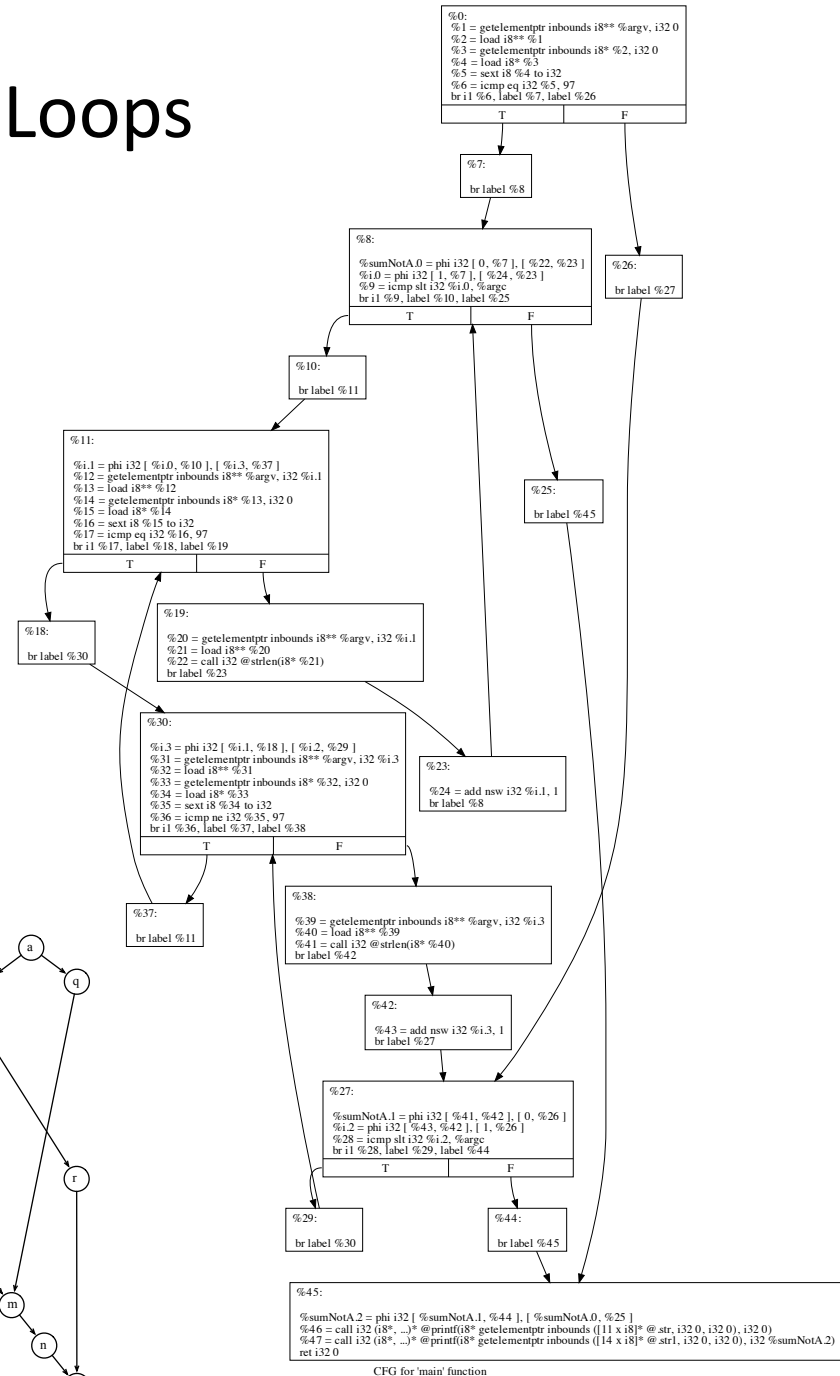 Loops
%0:
%1 = getelementptr inbounds i8** %argv, i32 0
%2 = load i8** %1
%3 = getelementptr inbounds i8* %2, i32 0
%4 = load i8* %3
%5 = sext i8 %4 to i32
%6 = icmp eq i32 %5, 97
br i1 %6, label %7, label %26
T F
%7:
br label %8
%8:
%sumNotA.0 = phi i32 [ 0, %7 ], [ %22, %23 ]
%i.0 = phi i32 [ 1, %7 ], [ %24, %23 ]
%9 = icmp slt i32 %i.0, %argc
br i1 %9, label %10, label %25
T F
%26:
br label %27
%10:
br label %11
%11:
%i.1 = phi i32 [ %i.0, %10 ], [ %i.3, %37 ]
%12 = getelementptr inbounds i8** %argv, i32 %i.1
%13 = load i8** %12
%14 = getelementptr inbounds i8* %13, i32 0
%15 = load i8* %14
%16 = sext i8 %15 to i32
%17 = icmp eq i32 %16, 97
br i1 %17, label %18, label %19
T F
%25:
br label %45
%18:
br label %30
%19:
%20 = getelementptr inbounds i8** %argv, i32 %i.1
%21 = load i8** %20
%22 = call i32 @strlen(i8* %21)
br label %23
%30:
%i.3 = phi i32 [ %i.1, %18 ], [ %i.2, %29 ]
%31 = getelementptr inbounds i8** %argv, i32 %i.3
%32 = load i8** %31
%33 = getelementptr inbounds i8* %32, i32 0
%34 = load i8* %33
%35 = sext i8 %34 to i32
%36 = icmp ne i32 %35, 97
br i1 %36, label %37, label %38
T F
%23:
%24 = add nsw i32 %i.1, 1
br label %8
%37:
br label %11
%38:
%39 = getelementptr inbounds i8** %argv, i32 %i.3
%40 = load i8** %39
%41 = call i32 @strlen(i8* %40)
br label %42
a
q
%42:
%43 = add nsw i32 %i.3, 1
br label %27
%27:
%sumNotA.1 = phi i32 [ %41, %42 ], [ 0, %26 ]
%i.2 = phi i32 [ %43, %42 ], [ 1, %26 ]
%28 = icmp slt i32 %i.2, %argc
br i1 %28, label %29, label %44
T F
r
%29:
br label %30
%44:
br label %45
m
n
%45:
%sumNotA.2 = phi i32 [ %sumNotA.1, %44 ], [ %sumNotA.0, %25 ]
%46 = call i32 (i8*, ...)* @printf(i8* getelementptr inbounds ([11 x i8]* @.str, i32 0, i32 0), i32 0)
%47 = call i32 (i8*, ...)* @printf(i8* getelementptr inbounds ([14 x i8]* @.str1, i32 0, i32 0), i32 %sumNotA.2)
ret i32 0
CFG for 'main' function